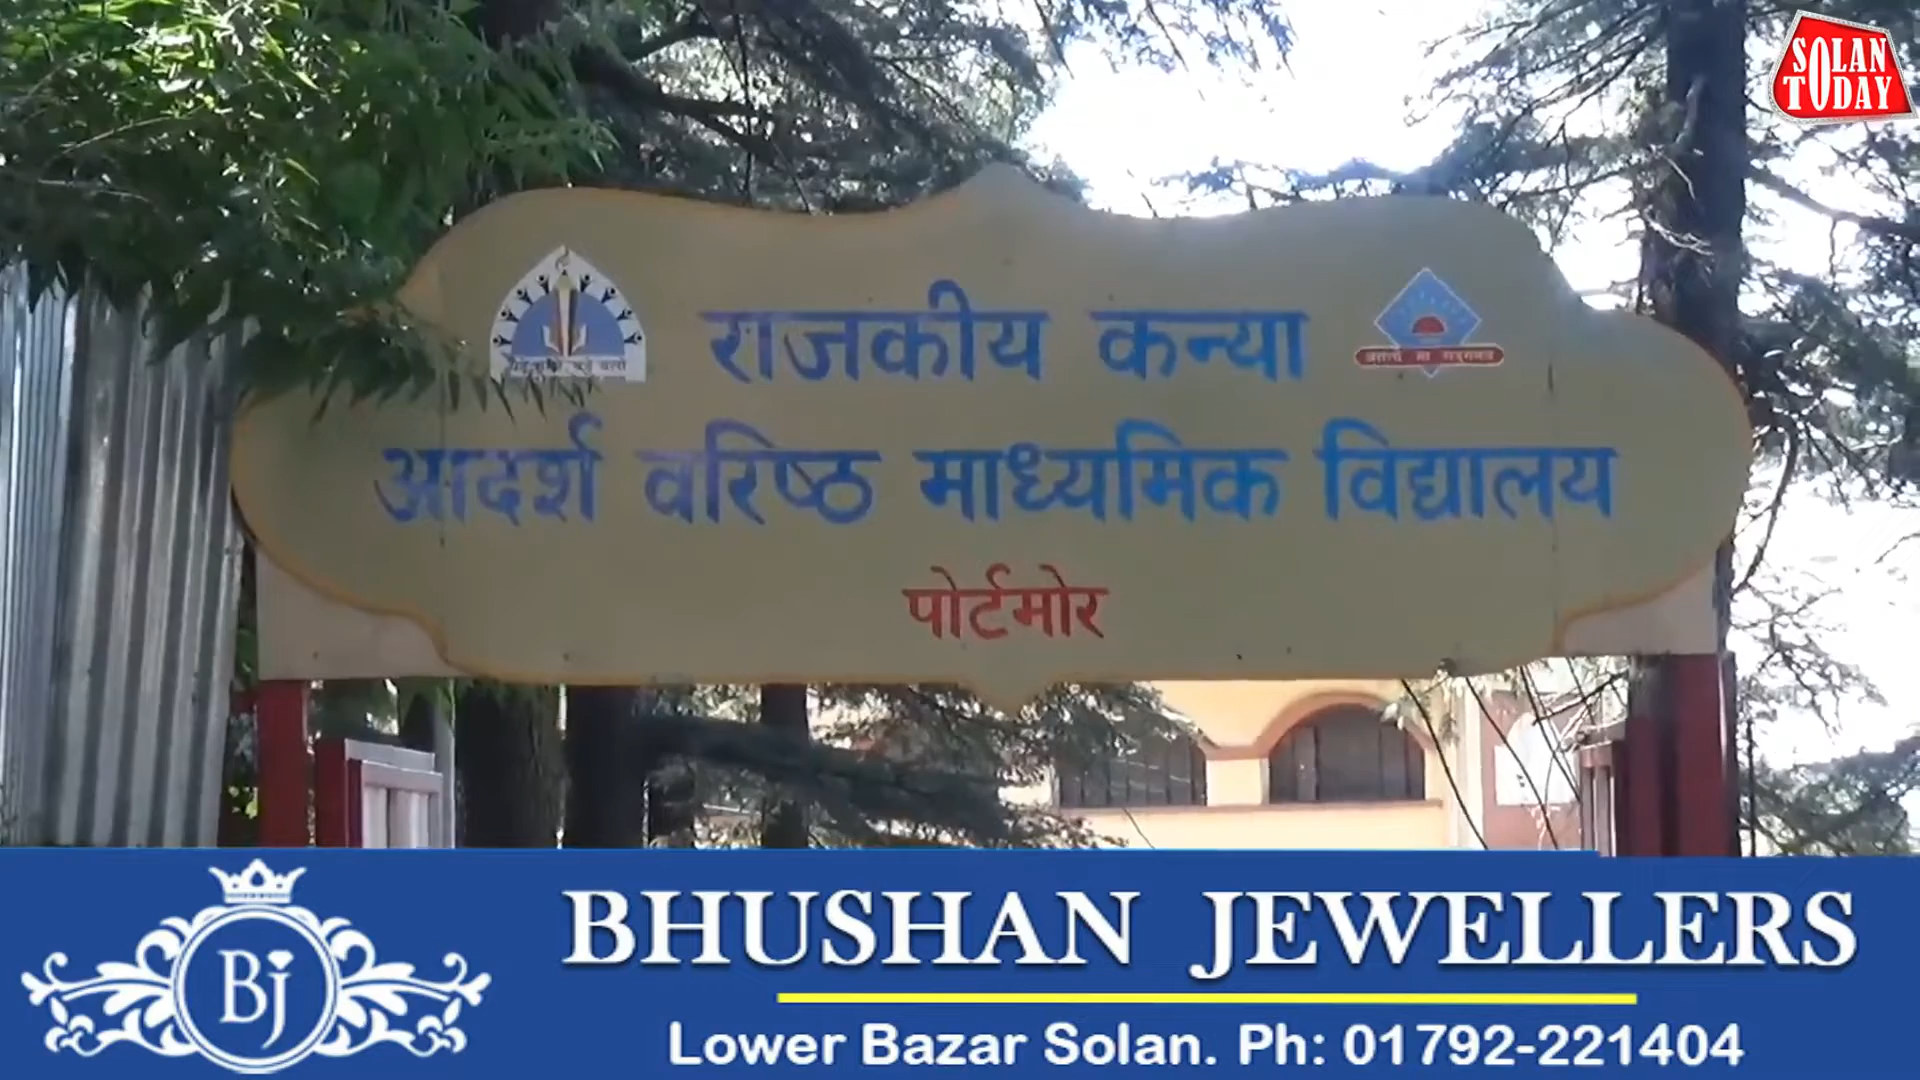 SOLAN
TODAY
राजकीय कन्या
आदर्श वरिष्ठ माध्यमिक विद्यालय
पोर्टमोर
Bj
BHUSHAN JEWELLERS
Lower Bazar Solan. Ph: 01792-221404